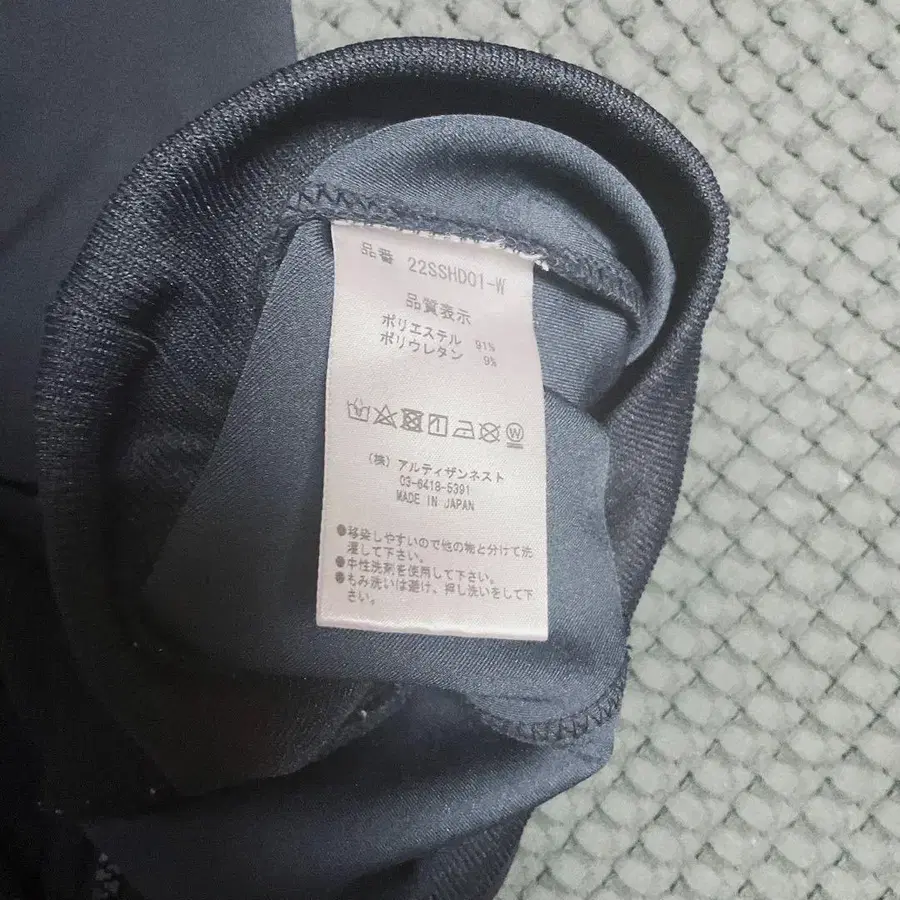 品番 22SSHD01-W
品質表示
ポリエステル 91%
ポリウレタン 9%
W
(株) アルティザンネスト
03-6418-5391
MADE IN JAPAN
●移染しやすいので他の物と分けて洗
濯して下さい。
●中性洗剤を使用して下さい。
●もみ洗いは避け、押し洗いをして下
さい。